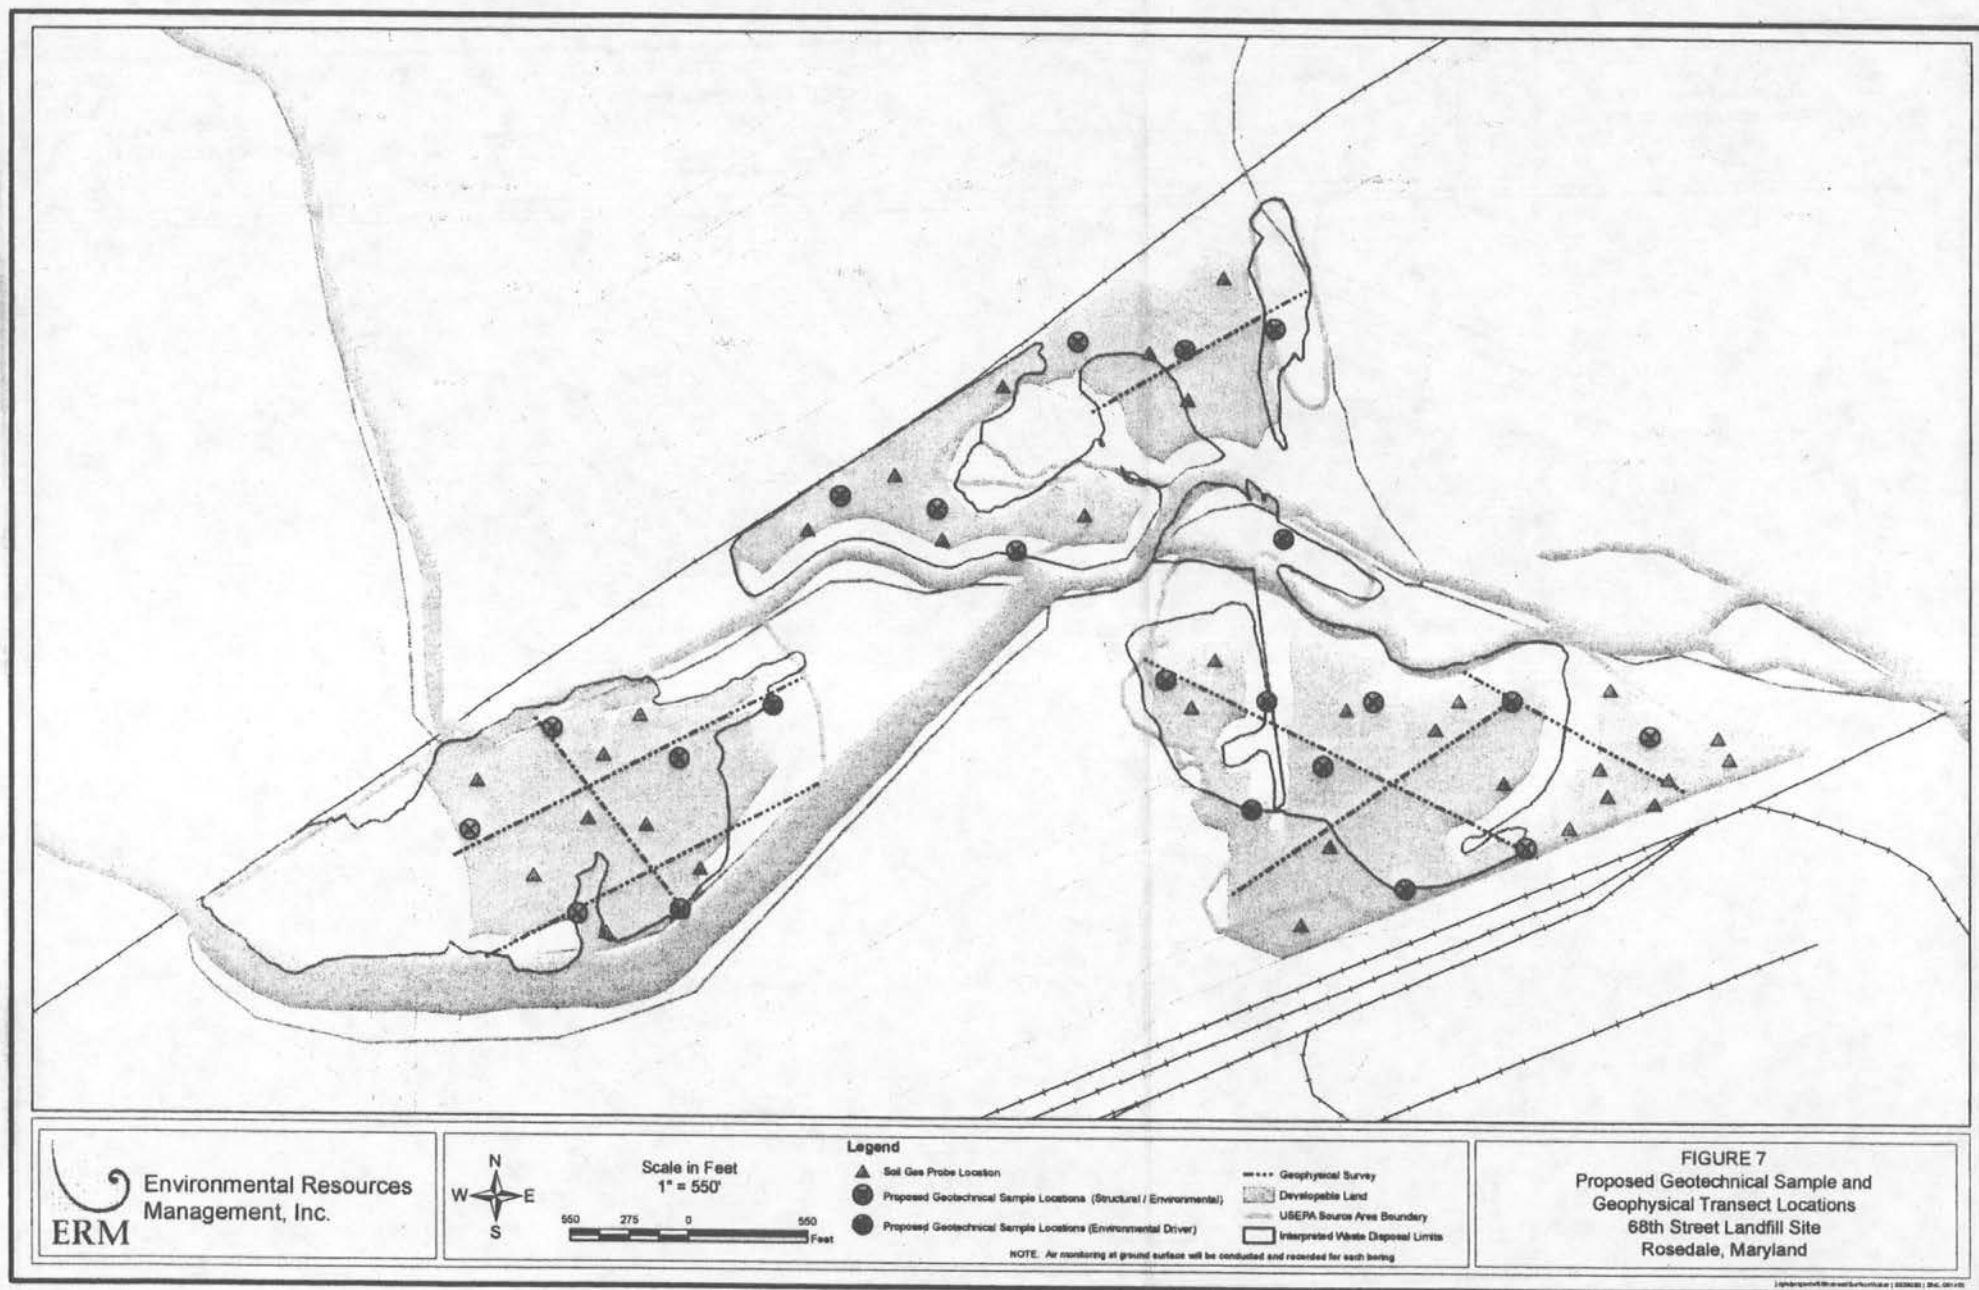 ERM
Environmental Resources
Management, Inc.
N
W E
S
Scale in Feet
1" = 550'
550 275 0 550
Feet
Legend
Soil Gas Probe Location
Proposed Geotechnical Sample Locations (Structural / Environmental)
Proposed Geotechnical Sample Locations (Environmental Driver)
Geophysical Survey
Developable Land
USEPA Source Area Boundary
Interpreted Waste Disposal Limits
NOTE: Air monitoring at ground surface will be conducted and recorded for each boring
FIGURE 7
Proposed Geotechnical Sample and
Geophysical Transect Locations
68th Street Landfill Site
Rosedale, Maryland